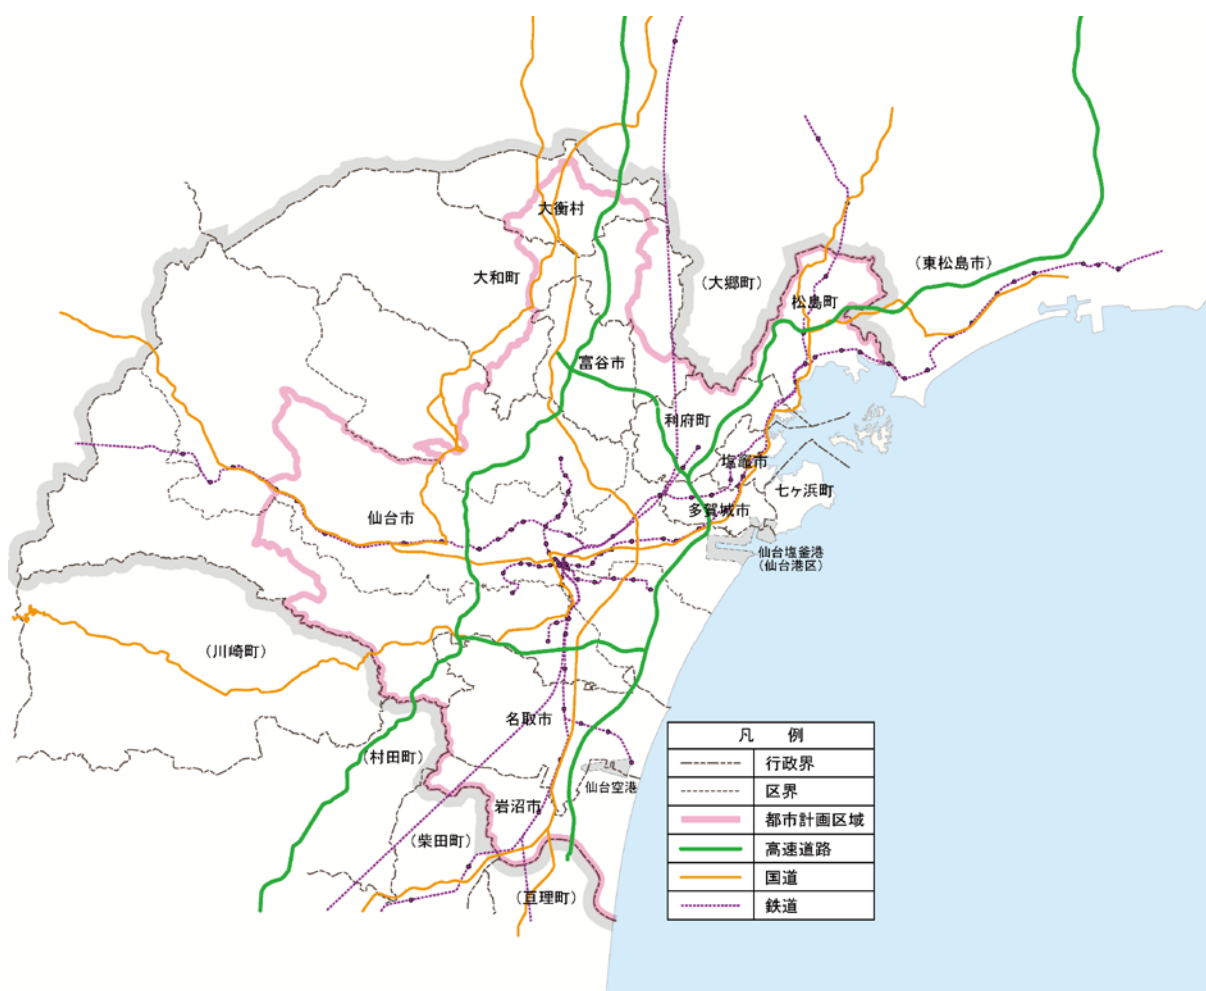 大衡村
大和町
（大郷町）
（東松島市）
松島町
富谷市
利府町
塩竈市
七ヶ浜町
多賀城市
仙台市
仙台塩釜港
（仙台港区）
（川崎町）
名取市
（村田町）
仙台空港
岩沼市
（柴田町）
（亘理町）
凡 例
行政界
区界
都市計画区域
高速道路
国道
鉄道